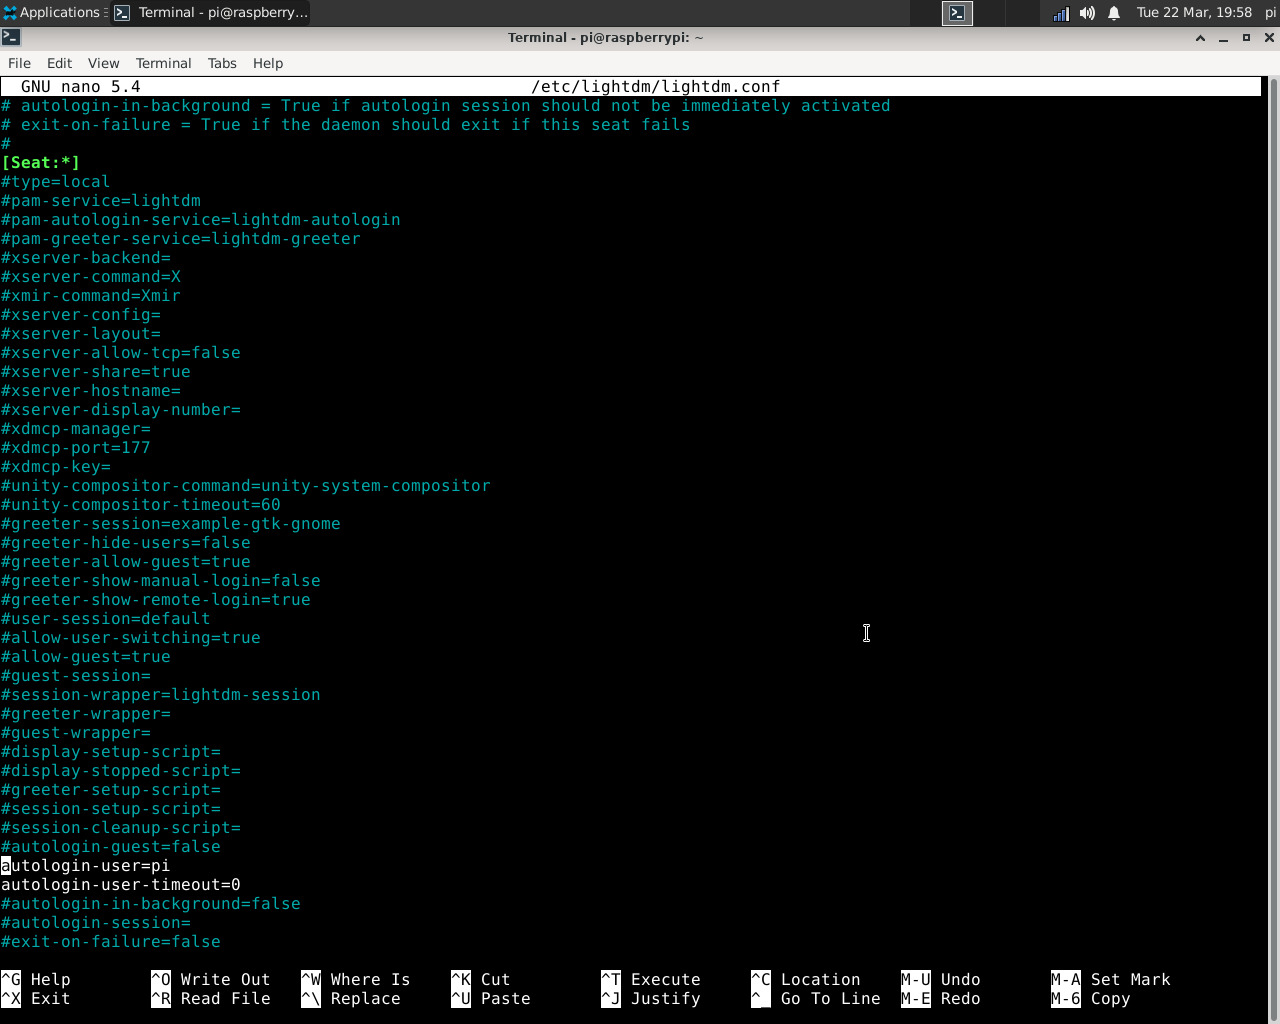 Applications Terminal - pi@raspberry... Tue 22 Mar, 19:58 pi
Terminal - pi@raspberrypi: ~
File Edit View Terminal Tabs Help
GNU nano 5.4 /etc/lightdm/lightdm.conf
# autologin-in-background = True if autologin session should not be immediately activated
# exit-on-failure = True if the daemon should exit if this seat fails
#
[Seat:*]
#type=local
#pam-service=lightdm
#pam-autologin-service=lightdm-autologin
#pam-greeter-service=lightdm-greeter
#xserver-backend=
#xserver-command=X
#xmir-command=Xmir
#xserver-config=
#xserver-layout=
#xserver-allow-tcp=false
#xserver-share=true
#xserver-hostname=
#xserver-display-number=
#xdmcp-manager=
#xdmcp-port=177
#xdmcp-key=
#unity-compositor-command=unity-system-compositor
#unity-compositor-timeout=60
#greeter-session=example-gtk-gnome
#greeter-hide-users=false
#greeter-allow-guest=true
#greeter-show-manual-login=false
#greeter-show-remote-login=true
#user-session=default
#allow-user-switching=true
#allow-guest=true
#guest-session=
#session-wrapper=lightdm-session
#greeter-wrapper=
#guest-wrapper=
#display-setup-script=
#display-stopped-script=
#greeter-setup-script=
#session-setup-script=
#session-cleanup-script=
#autologin-guest=false
autologin-user=pi
autologin-user-timeout=0
#autologin-in-background=false
#autologin-session=
#exit-on-failure=false
^G Help ^O Write Out ^W Where Is ^K Cut ^T Execute ^C Location M-U Undo M-A Set Mark
^X Exit ^R Read File ^\ Replace ^U Paste ^J Justify ^_ Go To Line M-E Redo M-6 Copy